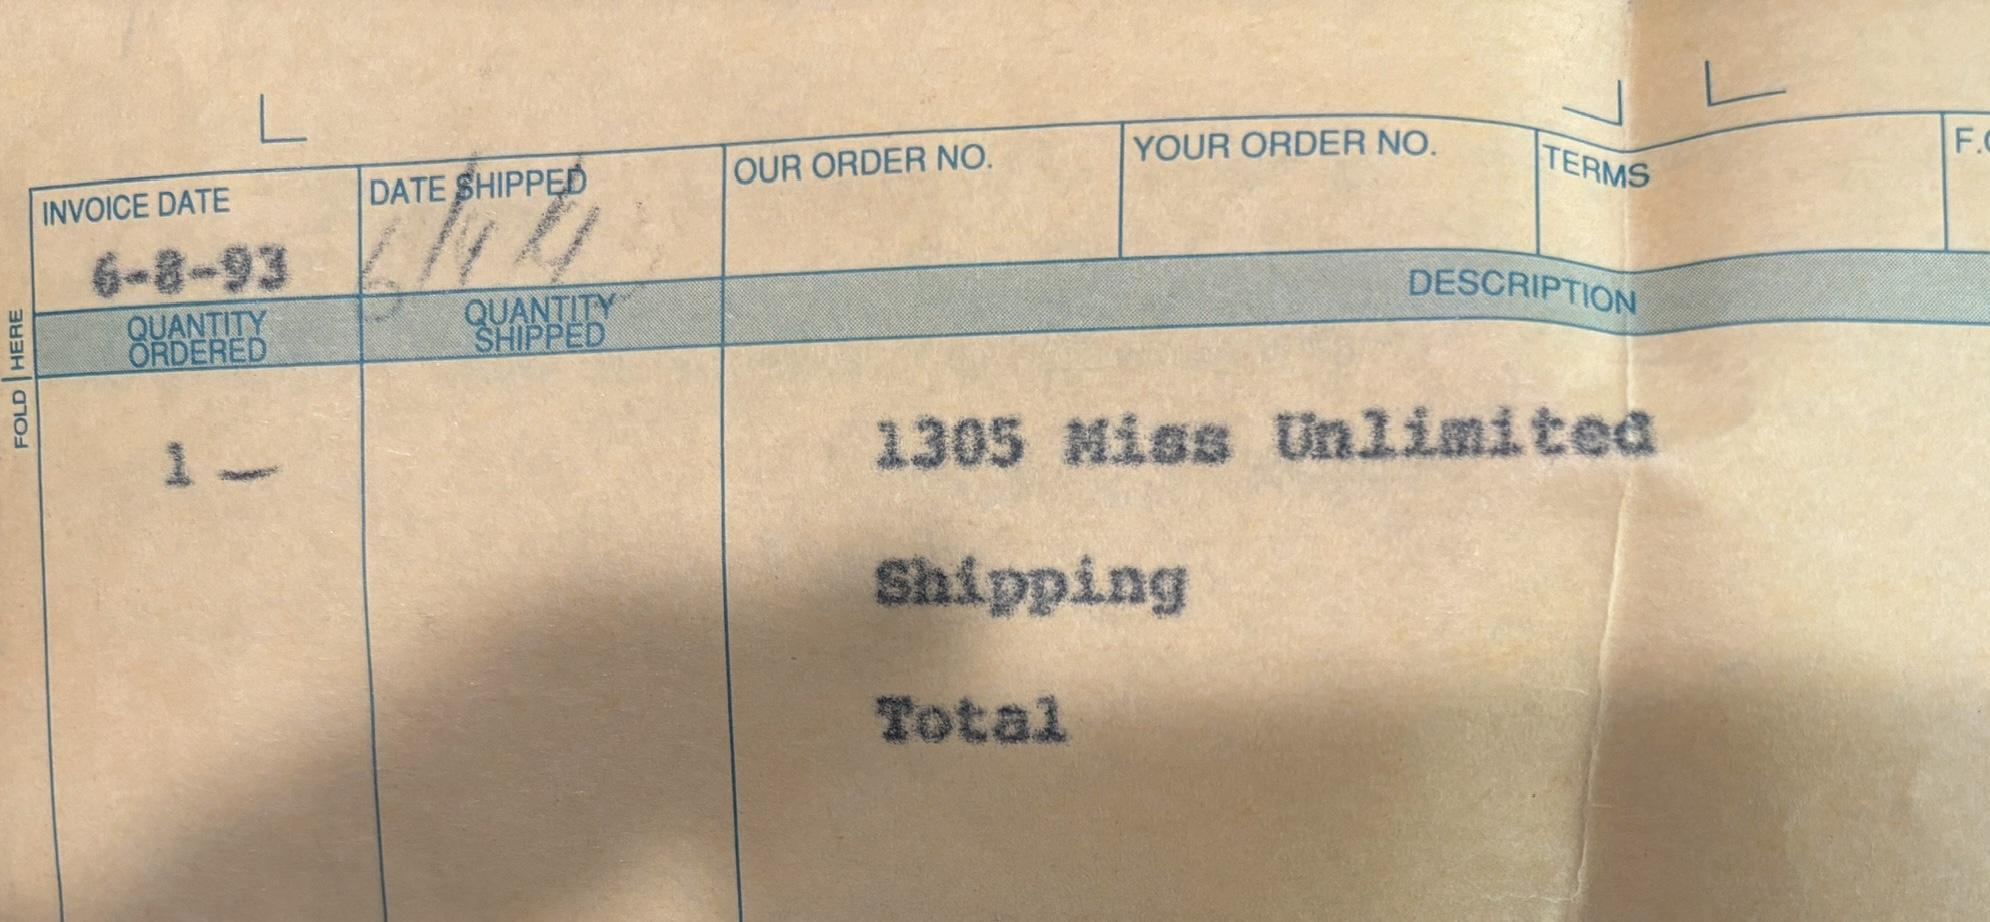 INVOICE DATE DATE SHIPPED OUR ORDER NO. YOUR ORDER NO. TERMS
6-8-93
QUANTITY ORDERED QUANTITY SHIPPED DESCRIPTION
FOLD HERE
1 — 1305 Miss Unlimited
Shipping
Total